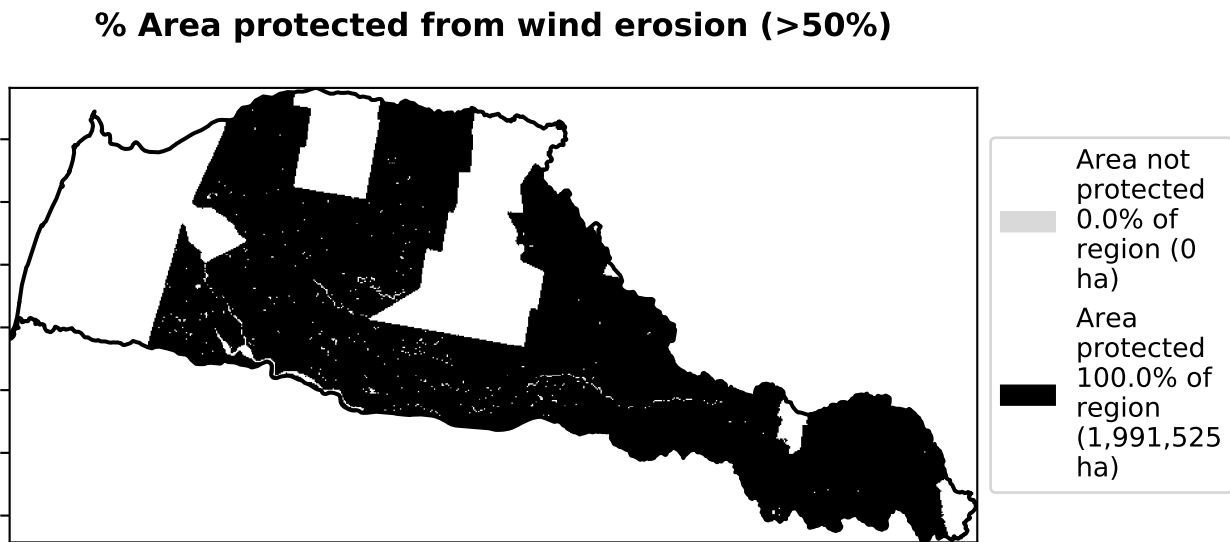 % Area protected from wind erosion (>50%)
Area not
protected
0.0% of
region (0
ha)
Area
protected
100.0% of
region
(1,991,525
ha)